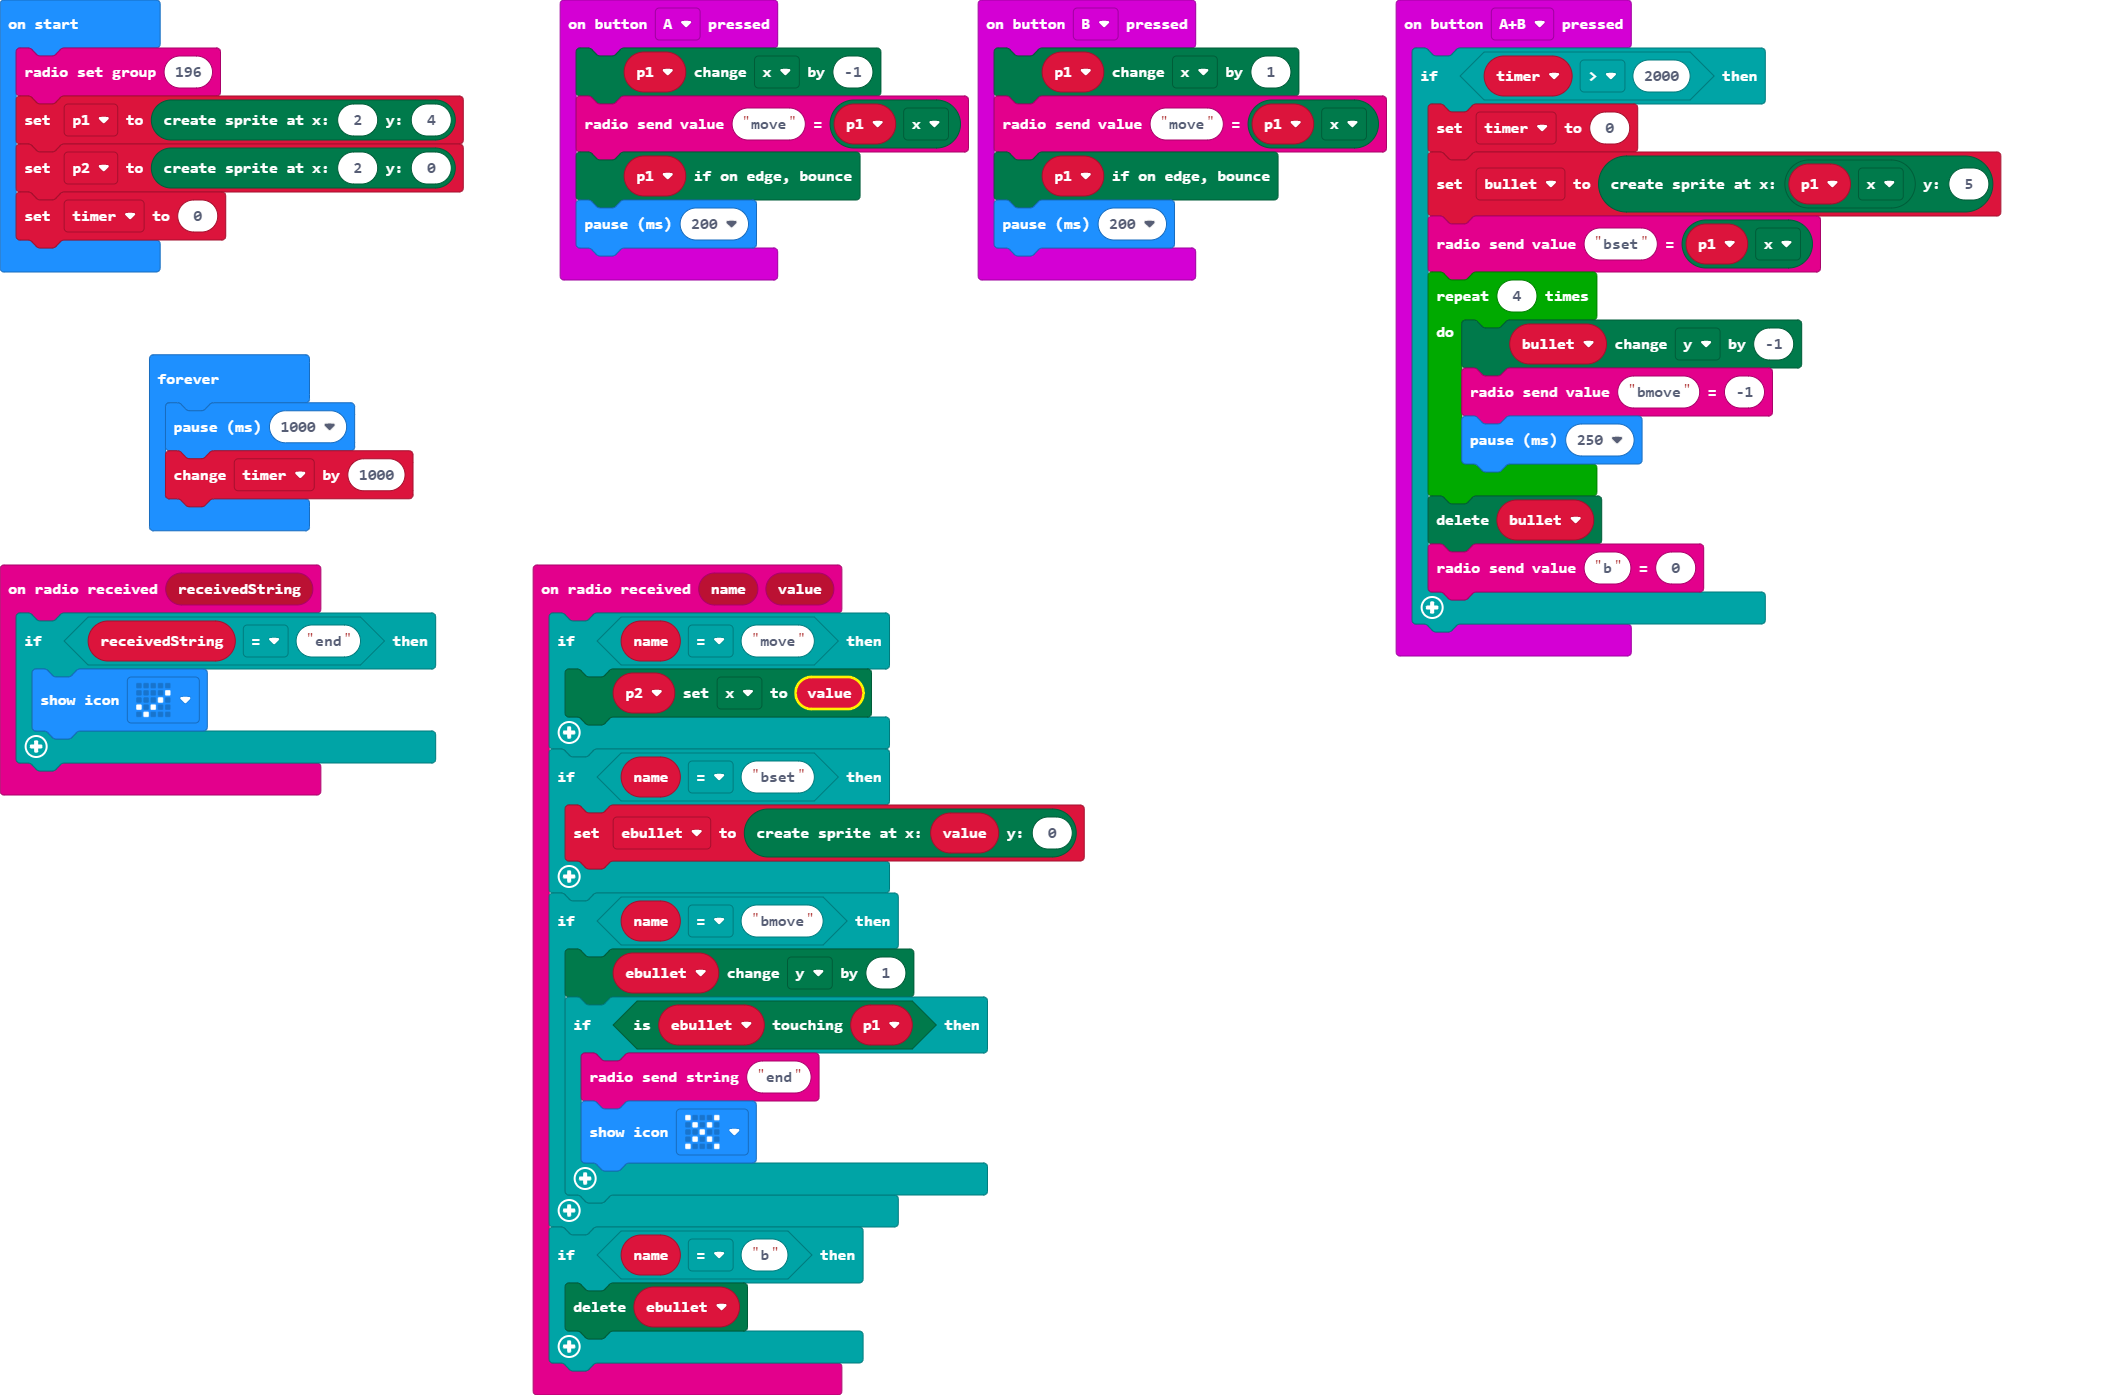 on start
radio set group 196
set p1 to create sprite at x: 2 y: 4
set p2 to create sprite at x: 2 y: 0
set timer to 0
on button A pressed
p1 change x by -1
radio send value "move" = p1 x
p1 if on edge, bounce
pause (ms) 200
on button B pressed
p1 change x by 1
radio send value "move" = p1 x
p1 if on edge, bounce
pause (ms) 200
on button A+B pressed
if timer > 2000 then
set timer to 0
set bullet to create sprite at x: p1 x y: 5
radio send value "bset" = p1 x
repeat 4 times
do bullet change y by -1
radio send value "bmove" = -1
pause (ms) 250
delete bullet
radio send value "b" = 0
forever
pause (ms) 1000
change timer by 1000
on radio received receivedString
if receivedString = "end" then
show icon
on radio received name value
if name = "move" then
p2 set x to value
if name = "bset" then
set ebullet to create sprite at x: value y: 0
if name = "bmove" then
ebullet change y by 1
if is ebullet touching p1 then
radio send string "end"
show icon
if name = "b" then
delete ebullet